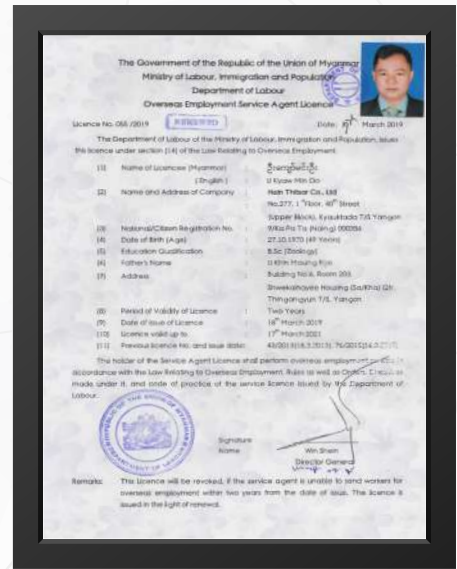 The Government of the Republic of the Union of Myanmar
Ministry of Labour, Immigration and Population
Department of Labour
Overseas Employment Service Agent Licence
Licence No. 055 /2019 RENEWED Date: March 2019
The Department of Labour of the Ministry of Labour, Immigration and Population, issues
this licence under section (14) of the Law Relating to Overseas Employment.
(1) Name of Licencee (Myanmar) :
(English) : U Kyaw Min
(2) Name and Address of Company : Hein Thitsar Co., Ltd
No.277, 1st Floor, 40th Street
(Upper Block), Kyauktada T/S Yangon
(3) National/Citizen Registration No. :
(4) Date of Birth (Age) : 27.10.1970 (49 Years)
(5) Education Qualification : B.Sc (Zoology)
(6) Father's Name : U Khin Maung
(7) Address : Building No.6, Room 203
Housing (Sa/Kha) Qtr,
Thingangyun T/S, Yangon
(8) Period of Validity of Licence : Two Years
(9) Date of Issue of Licence : 18th March 2019
(10) Licence valid up to : 17th March 2021
(11) Previous licence No. and issue date:
The holder of the Service Agent Licence shall perform overseas employment
accordance with the Law Relating to Overseas Employment, Rules as well as Orders,
made under it, and code of practice of the service licence issued by the Department of
Labour.
Signature
Name Win Shein
Director General
Remarks: This Licence will be revoked, if the service agent is unable to send workers for
overseas employment within two years from the date of issue. The licence is
issued in the light of renewal.